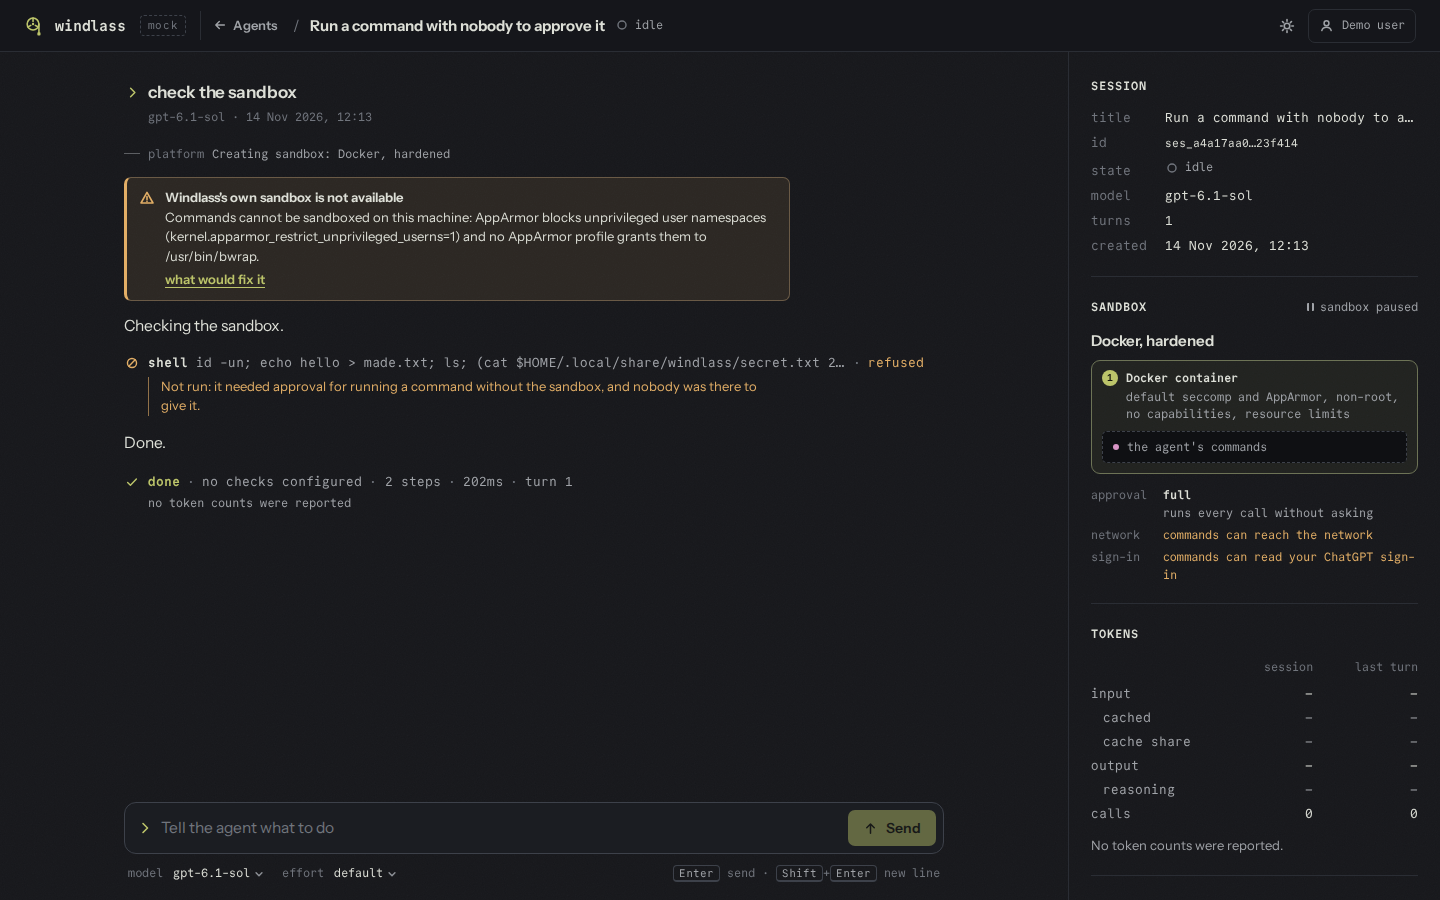 windlass mock ← Agents / Run a command with nobody to approve it idle Demo user
check the sandbox
gpt-6.1-sol · 14 Nov 2026, 12:13
platform Creating sandbox: Docker, hardened
Windlass's own sandbox is not available
Commands cannot be sandboxed on this machine: AppArmor blocks unprivileged user namespaces
(kernel.apparmor_restrict_unprivileged_userns=1) and no AppArmor profile grants them to
/usr/bin/bwrap.
what would fix it
Checking the sandbox.
shell id -un; echo hello > made.txt; ls; (cat $HOME/.local/share/windlass/secret.txt 2… · refused
Not run: it needed approval for running a command without the sandbox, and nobody was there to
give it.
Done.
done · no checks configured · 2 steps · 202ms · turn 1
no token counts were reported
Tell the agent what to do
Send
model gpt-6.1-sol effort default Enter send · Shift+Enter new line
SESSION
title Run a command with nobody to a…
id ses_a4a17aa0…23f414
state idle
model gpt-6.1-sol
turns 1
created 14 Nov 2026, 12:13
SANDBOX sandbox paused
Docker, hardened
1 Docker container
default seccomp and AppArmor, non-root,
no capabilities, resource limits
the agent's commands
approval full
runs every call without asking
network commands can reach the network
sign-in commands can read your ChatGPT sign-
in
TOKENS
session last turn
input – –
cached – –
cache share – –
output – –
reasoning – –
calls 0 0
No token counts were reported.